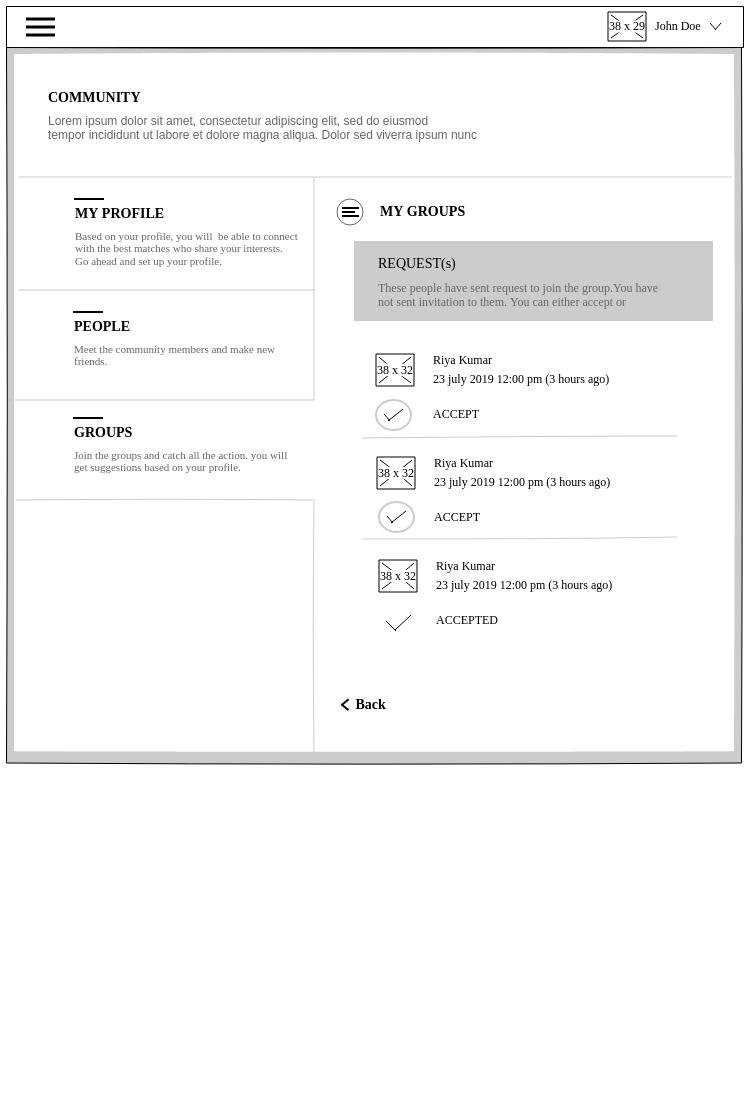 38 x 29 John Doe
COMMUNITY
Lorem ipsum dolor sit amet, consectetur adipiscing elit, sed do eiusmod
tempor incididunt ut labore et dolore magna aliqua. Dolor sed viverra ipsum nunc
MY PROFILE
Based on your profile, you will  be able to connect
with the best matches who share your interests.
Go ahead and set up your profile.
PEOPLE
Meet the community members and make new
friends.
GROUPS
Join the groups and catch all the action. you will
get suggestions based on your profile.
MY GROUPS
REQUEST(s)
These people have sent request to join the group.You have
not sent invitation to them. You can either accept or
38 x 32
Riya Kumar
23 july 2019 12:00 pm (3 hours ago)
ACCEPT
38 x 32
Riya Kumar
23 july 2019 12:00 pm (3 hours ago)
ACCEPT
38 x 32
Riya Kumar
23 july 2019 12:00 pm (3 hours ago)
ACCEPTED
Back